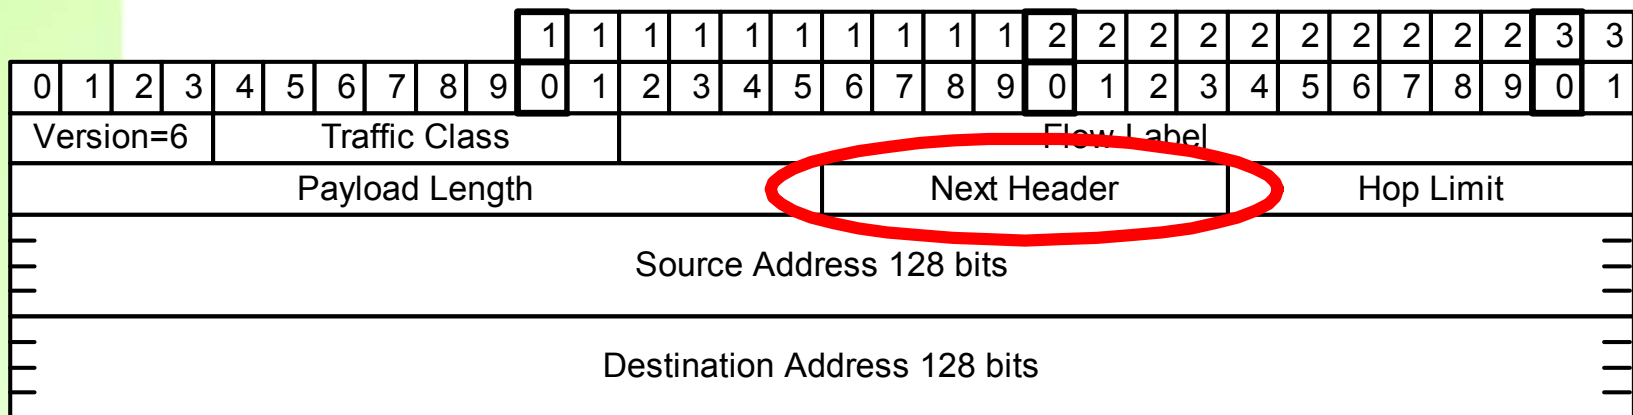 1 1 1 1 1 1 1 1 1 1 2 2 2 2 2 2 2 2 2 2 3 3
0 1 2 3 4 5 6 7 8 9 0 1 2 3 4 5 6 7 8 9 0 1 2 3 4 5 6 7 8 9 0 1
Version=6 Traffic Class Flow Label
Payload Length Next Header Hop Limit
Source Address 128 bits
Destination Address 128 bits